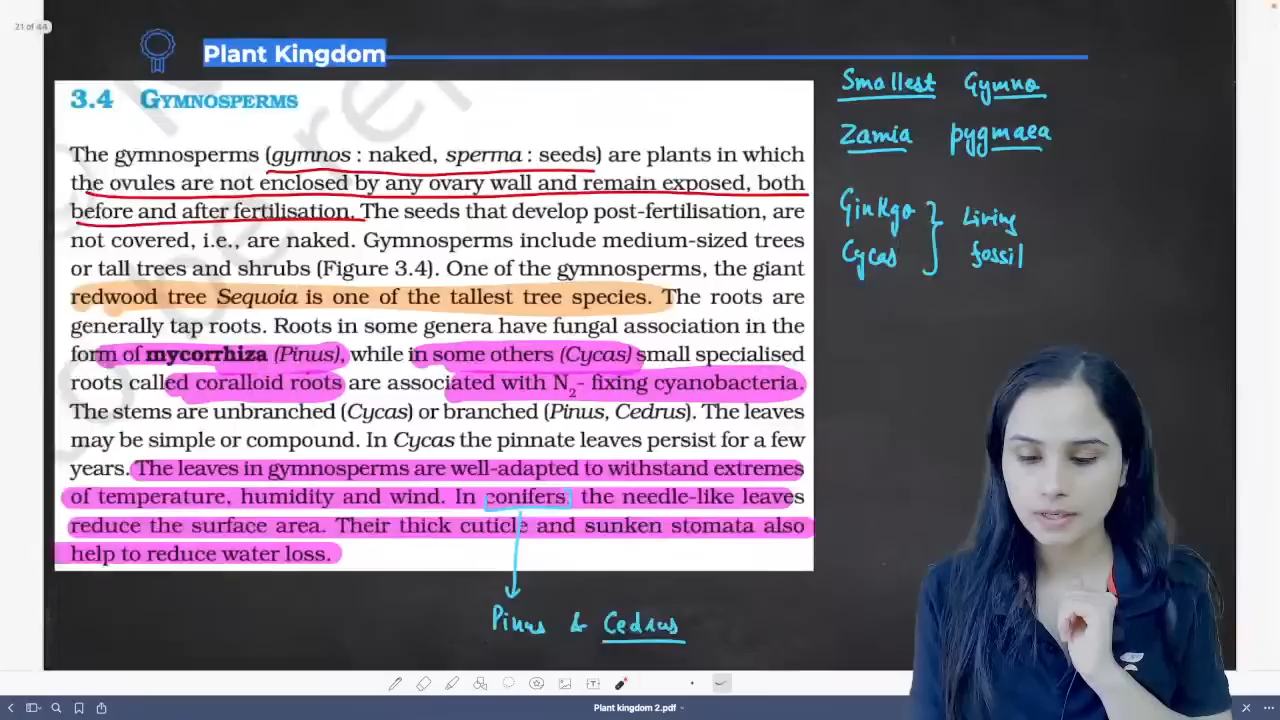 21 of 44
Plant Kingdom
3.4 GYMNOSPERMS
The gymnosperms (gymnos : naked, sperma : seeds) are plants in which
the ovules are not enclosed by any ovary wall and remain exposed, both
before and after fertilisation. The seeds that develop post-fertilisation, are
not covered, i.e., are naked. Gymnosperms include medium-sized trees
or tall trees and shrubs (Figure 3.4). One of the gymnosperms, the giant
redwood tree Sequoia is one of the tallest tree species. The roots are
generally tap roots. Roots in some genera have fungal association in the
form of mycorrhiza (Pinus), while in some others (Cycas) small specialised
roots called coralloid roots are associated with N2- fixing cyanobacteria.
The stems are unbranched (Cycas) or branched (Pinus, Cedrus). The leaves
may be simple or compound. In Cycas the pinnate leaves persist for a few
years. The leaves in gymnosperms are well-adapted to withstand extremes
of temperature, humidity and wind. In conifers, the needle-like leaves
reduce the surface area. Their thick cuticle and sunken stomata also
help to reduce water loss.
Pinus & Cedrus
Smallest Gymno
Zamia pygmaea
Ginkgo } Living
Cycas fossil
Plant kingdom 2.pdf